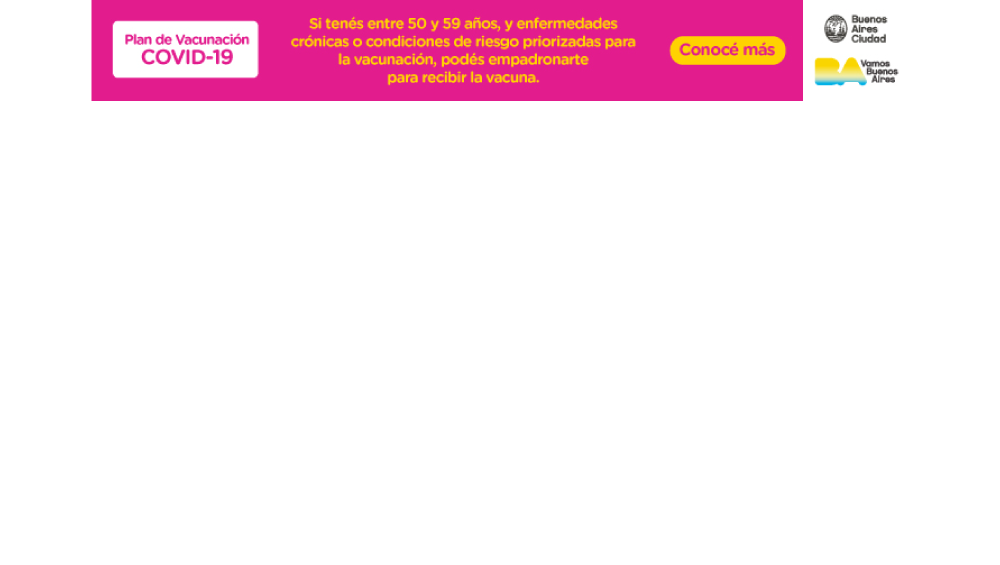 Plan de Vacunación
COVID-19
Si tenés entre 50 y 59 años, y enfermedades
crónicas o condiciones de riesgo priorizadas para
la vacunación, podés empadronarte
para recibir la vacuna.
Conocé más
Buenos
Aires
Ciudad
BA
Vamos
Buenos
Aires